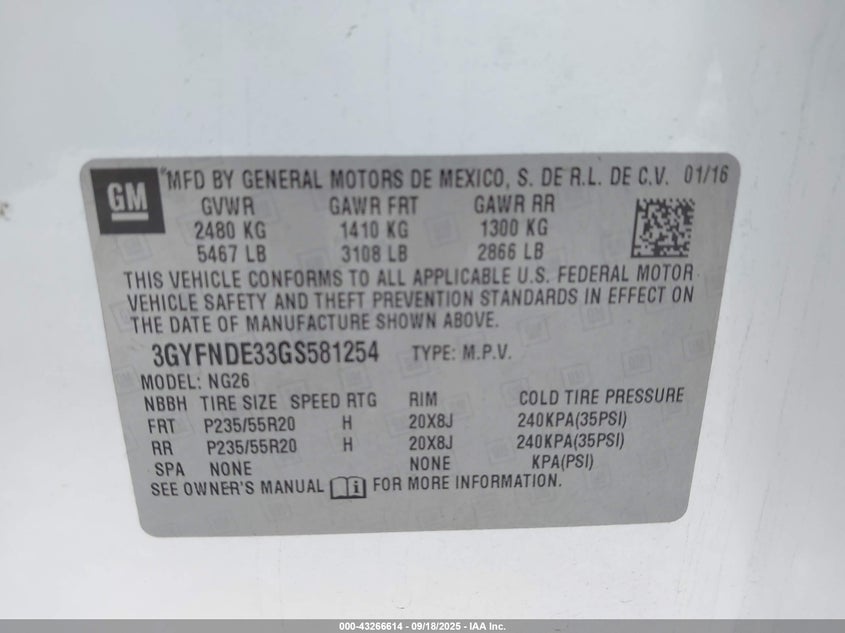 GM
MFD BY GENERAL MOTORS DE MEXICO, S. DE R.L. DE C.V. 01/16
GVWR GAWR FRT GAWR RR
2480 KG 1410 KG 1300 KG
5467 LB 3108 LB 2866 LB
THIS VEHICLE CONFORMS TO ALL APPLICABLE U.S. FEDERAL MOTOR
VEHICLE SAFETY AND THEFT PREVENTION STANDARDS IN EFFECT ON
THE DATE OF MANUFACTURE SHOWN ABOVE.
3GYFNDE33GS581254 TYPE: M.P.V.
MODEL: NG26
NBBH TIRE SIZE SPEED RTG RIM COLD TIRE PRESSURE
FRT P235/55R20 H 20X8J 240KPA(35PSI)
RR P235/55R20 H 20X8J 240KPA(35PSI)
SPA NONE NONE KPA(PSI)
SEE OWNER'S MANUAL i FOR MORE INFORMATION.
000-43266614 - 09/18/2025 - IAA Inc.